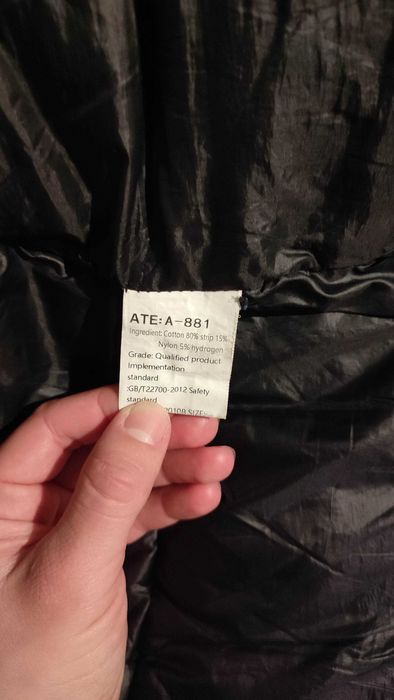 ATE:A-881
Ingredient: Cotton 80% strip 15%
Nylon 5% hydrogen
Grade: Qualified product
Implementation
standard
:GB/T22700-2012 Safety
standard